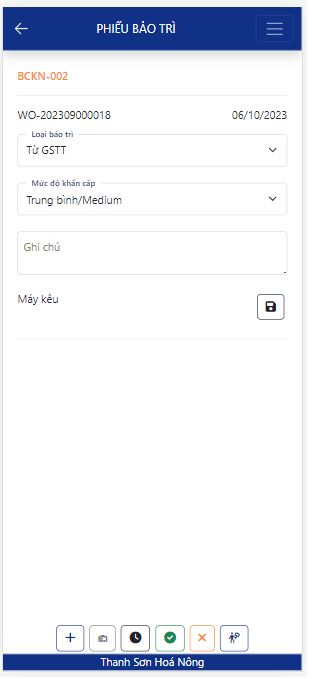 PHIẾU BẢO TRÌ
BCKN-002
WO-202309000018 06/10/2023
Loại bảo trì
Từ GSTT
Mức độ khẩn cấp
Trung bình/Medium
Ghi chú
Máy kêu
Thanh Sơn Hoá Nông